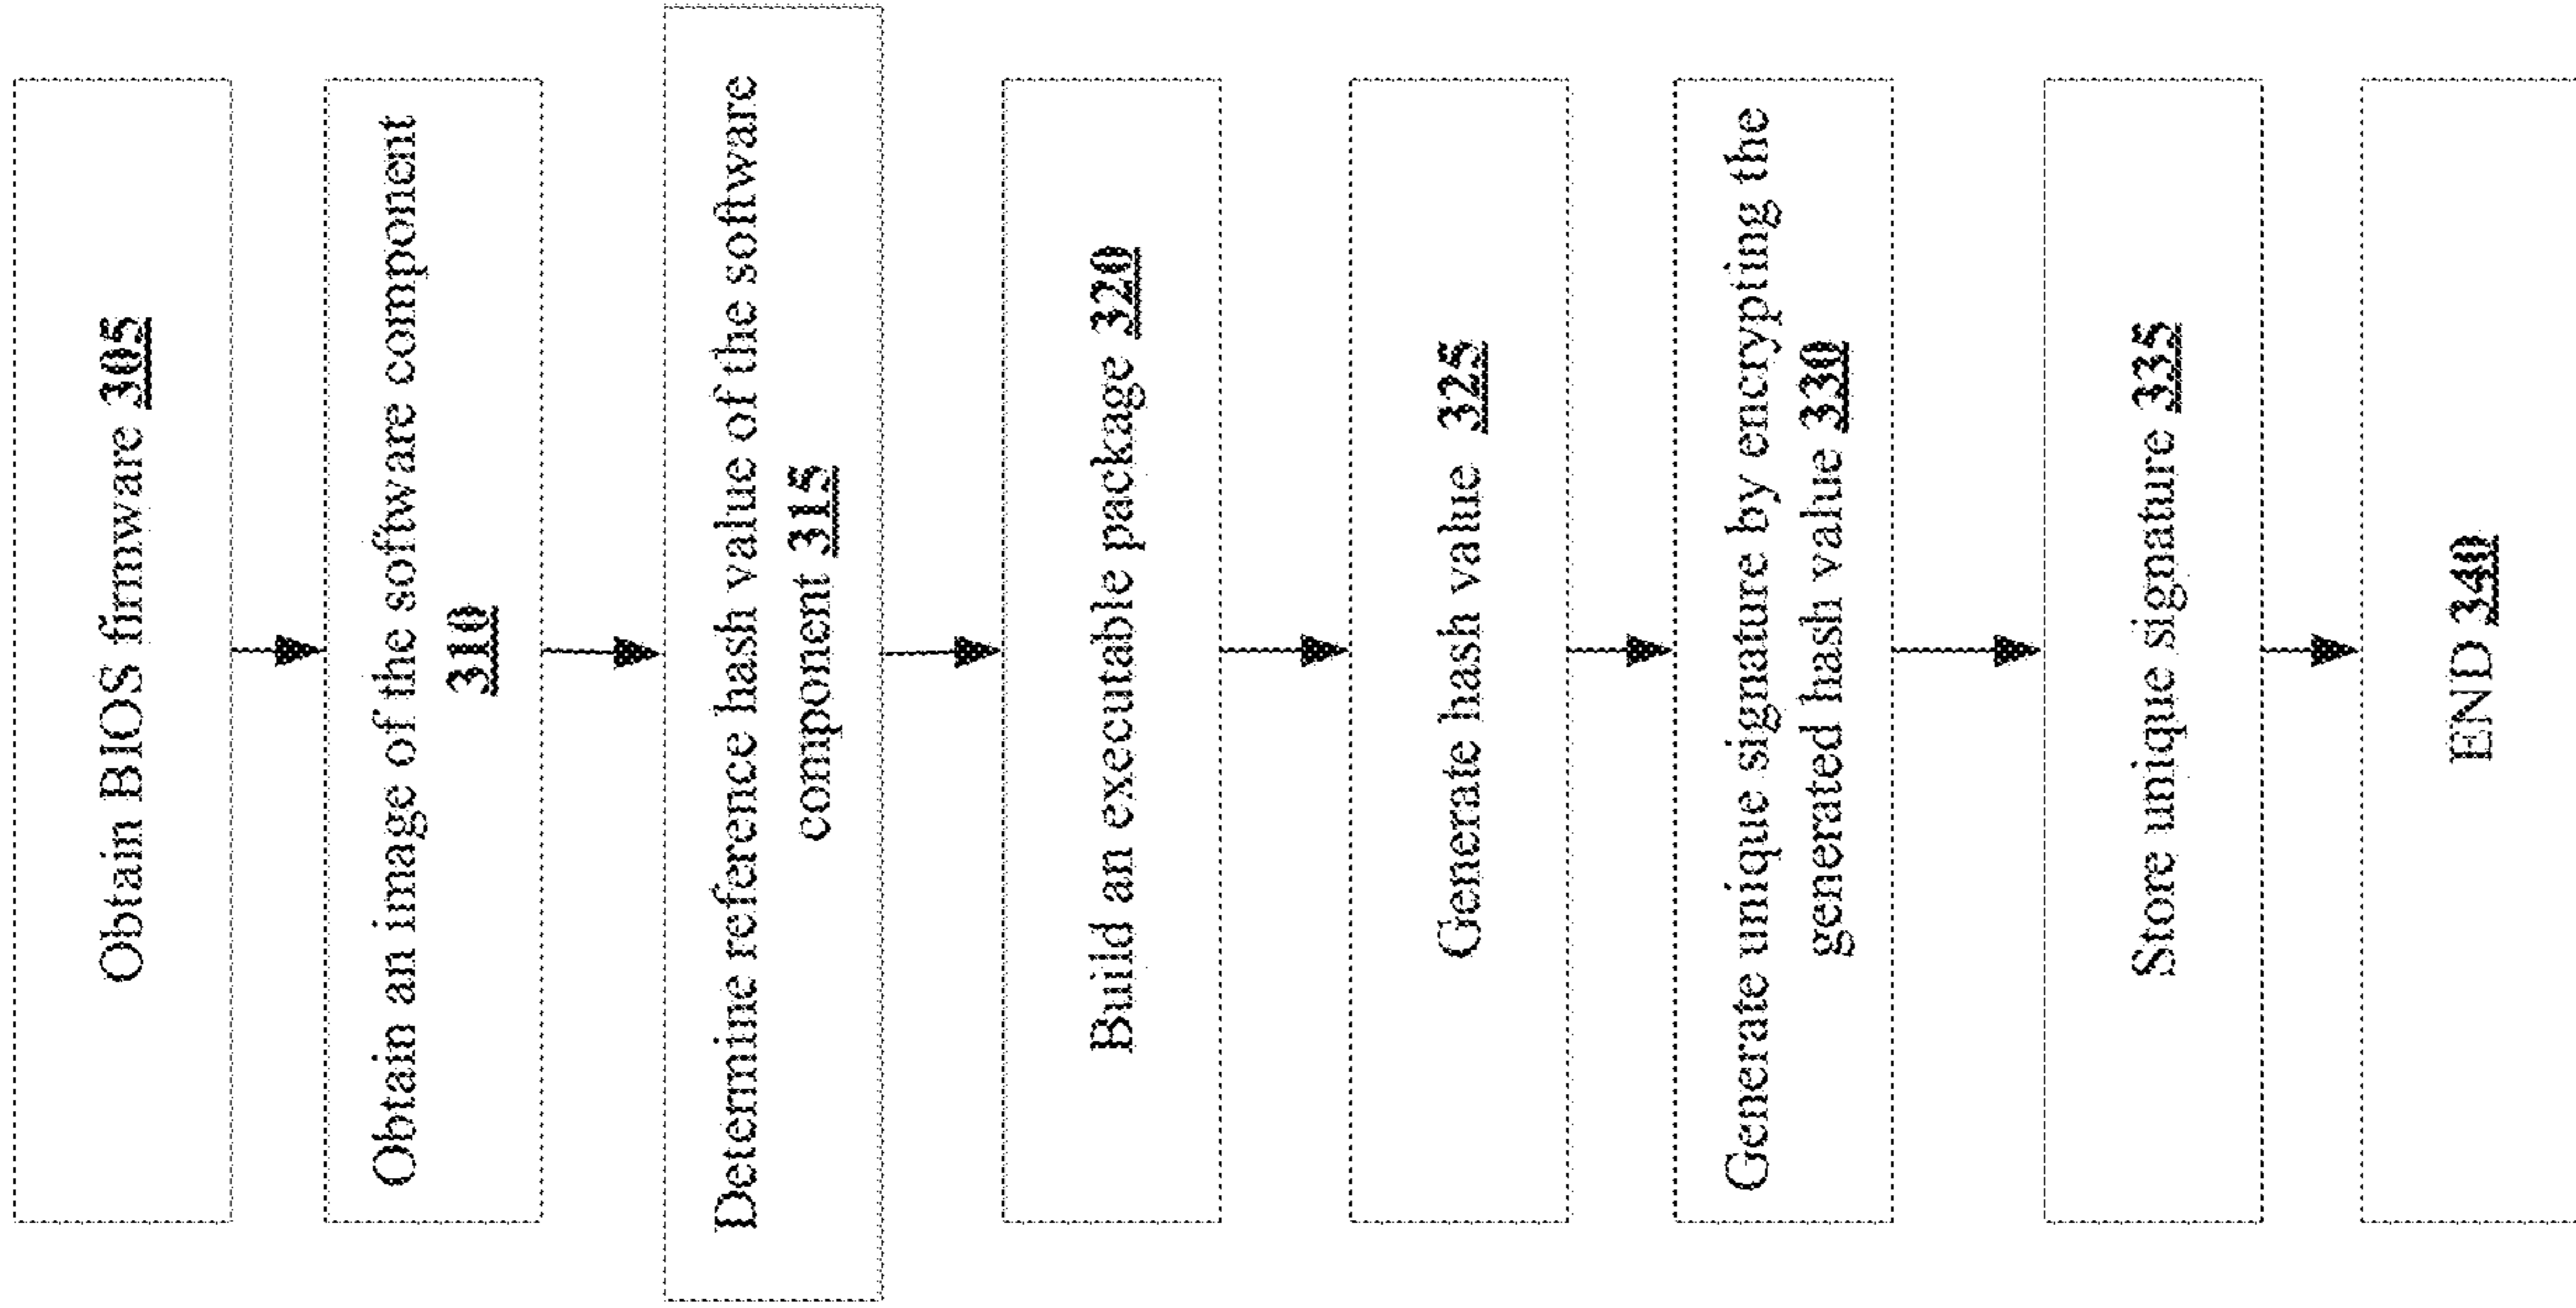 Obtain BIOS firmware 305
Obtain an image of the software component
310
Determine reference hash value of the software
component 315
Build an executable package 320
Generate hash value 325
Generate unique signature by encrypting the
generated hash value 330
Store unique signature 335
END 340